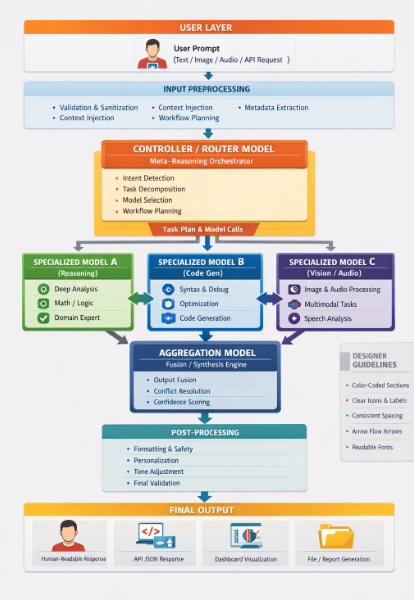 USER LAYER
User Prompt
(Text / Image / Audio / API Request )
INPUT PREPROCESSING
• Validation & Sanitization
• Context Injection
• Metadata Extraction
• Context Injection
• Workflow Planning
CONTROLLER / ROUTER MODEL
Meta-Reasoning Orchestrator
• Intent Detection
• Task Decomposition
• Model Selection
• Workflow Planning
Task Plan & Model Calls
SPECIALIZED MODEL A
(Reasoning)
Deep Analysis
Math / Logic
Domain Expert
SPECIALIZED MODEL B
(Code Gen)
Syntax & Debug
Optimization
Code Generation
SPECIALIZED MODEL C
(Vision / Audio)
Image & Audio Processing
Multimodal Tasks
Speech Analysis
AGGREGATION MODEL
Fusion / Synthesis Engine
• Output Fusion
• Conflict Resolution
• Confidence Scoring
DESIGNER
GUIDELINES
• Color-Coded Sections
• Clear Icons & Labels
• Consistent Spacing
• Arrow Flow Arrows
• Readable Fonts
POST-PROCESSING
• Formatting & Safety
• Personalization
• Tone Adjustment
• Final Validation
FINAL OUTPUT
Human-Readable Response
</>
API JSON Response
Dashboard Visualization
File / Report Generation